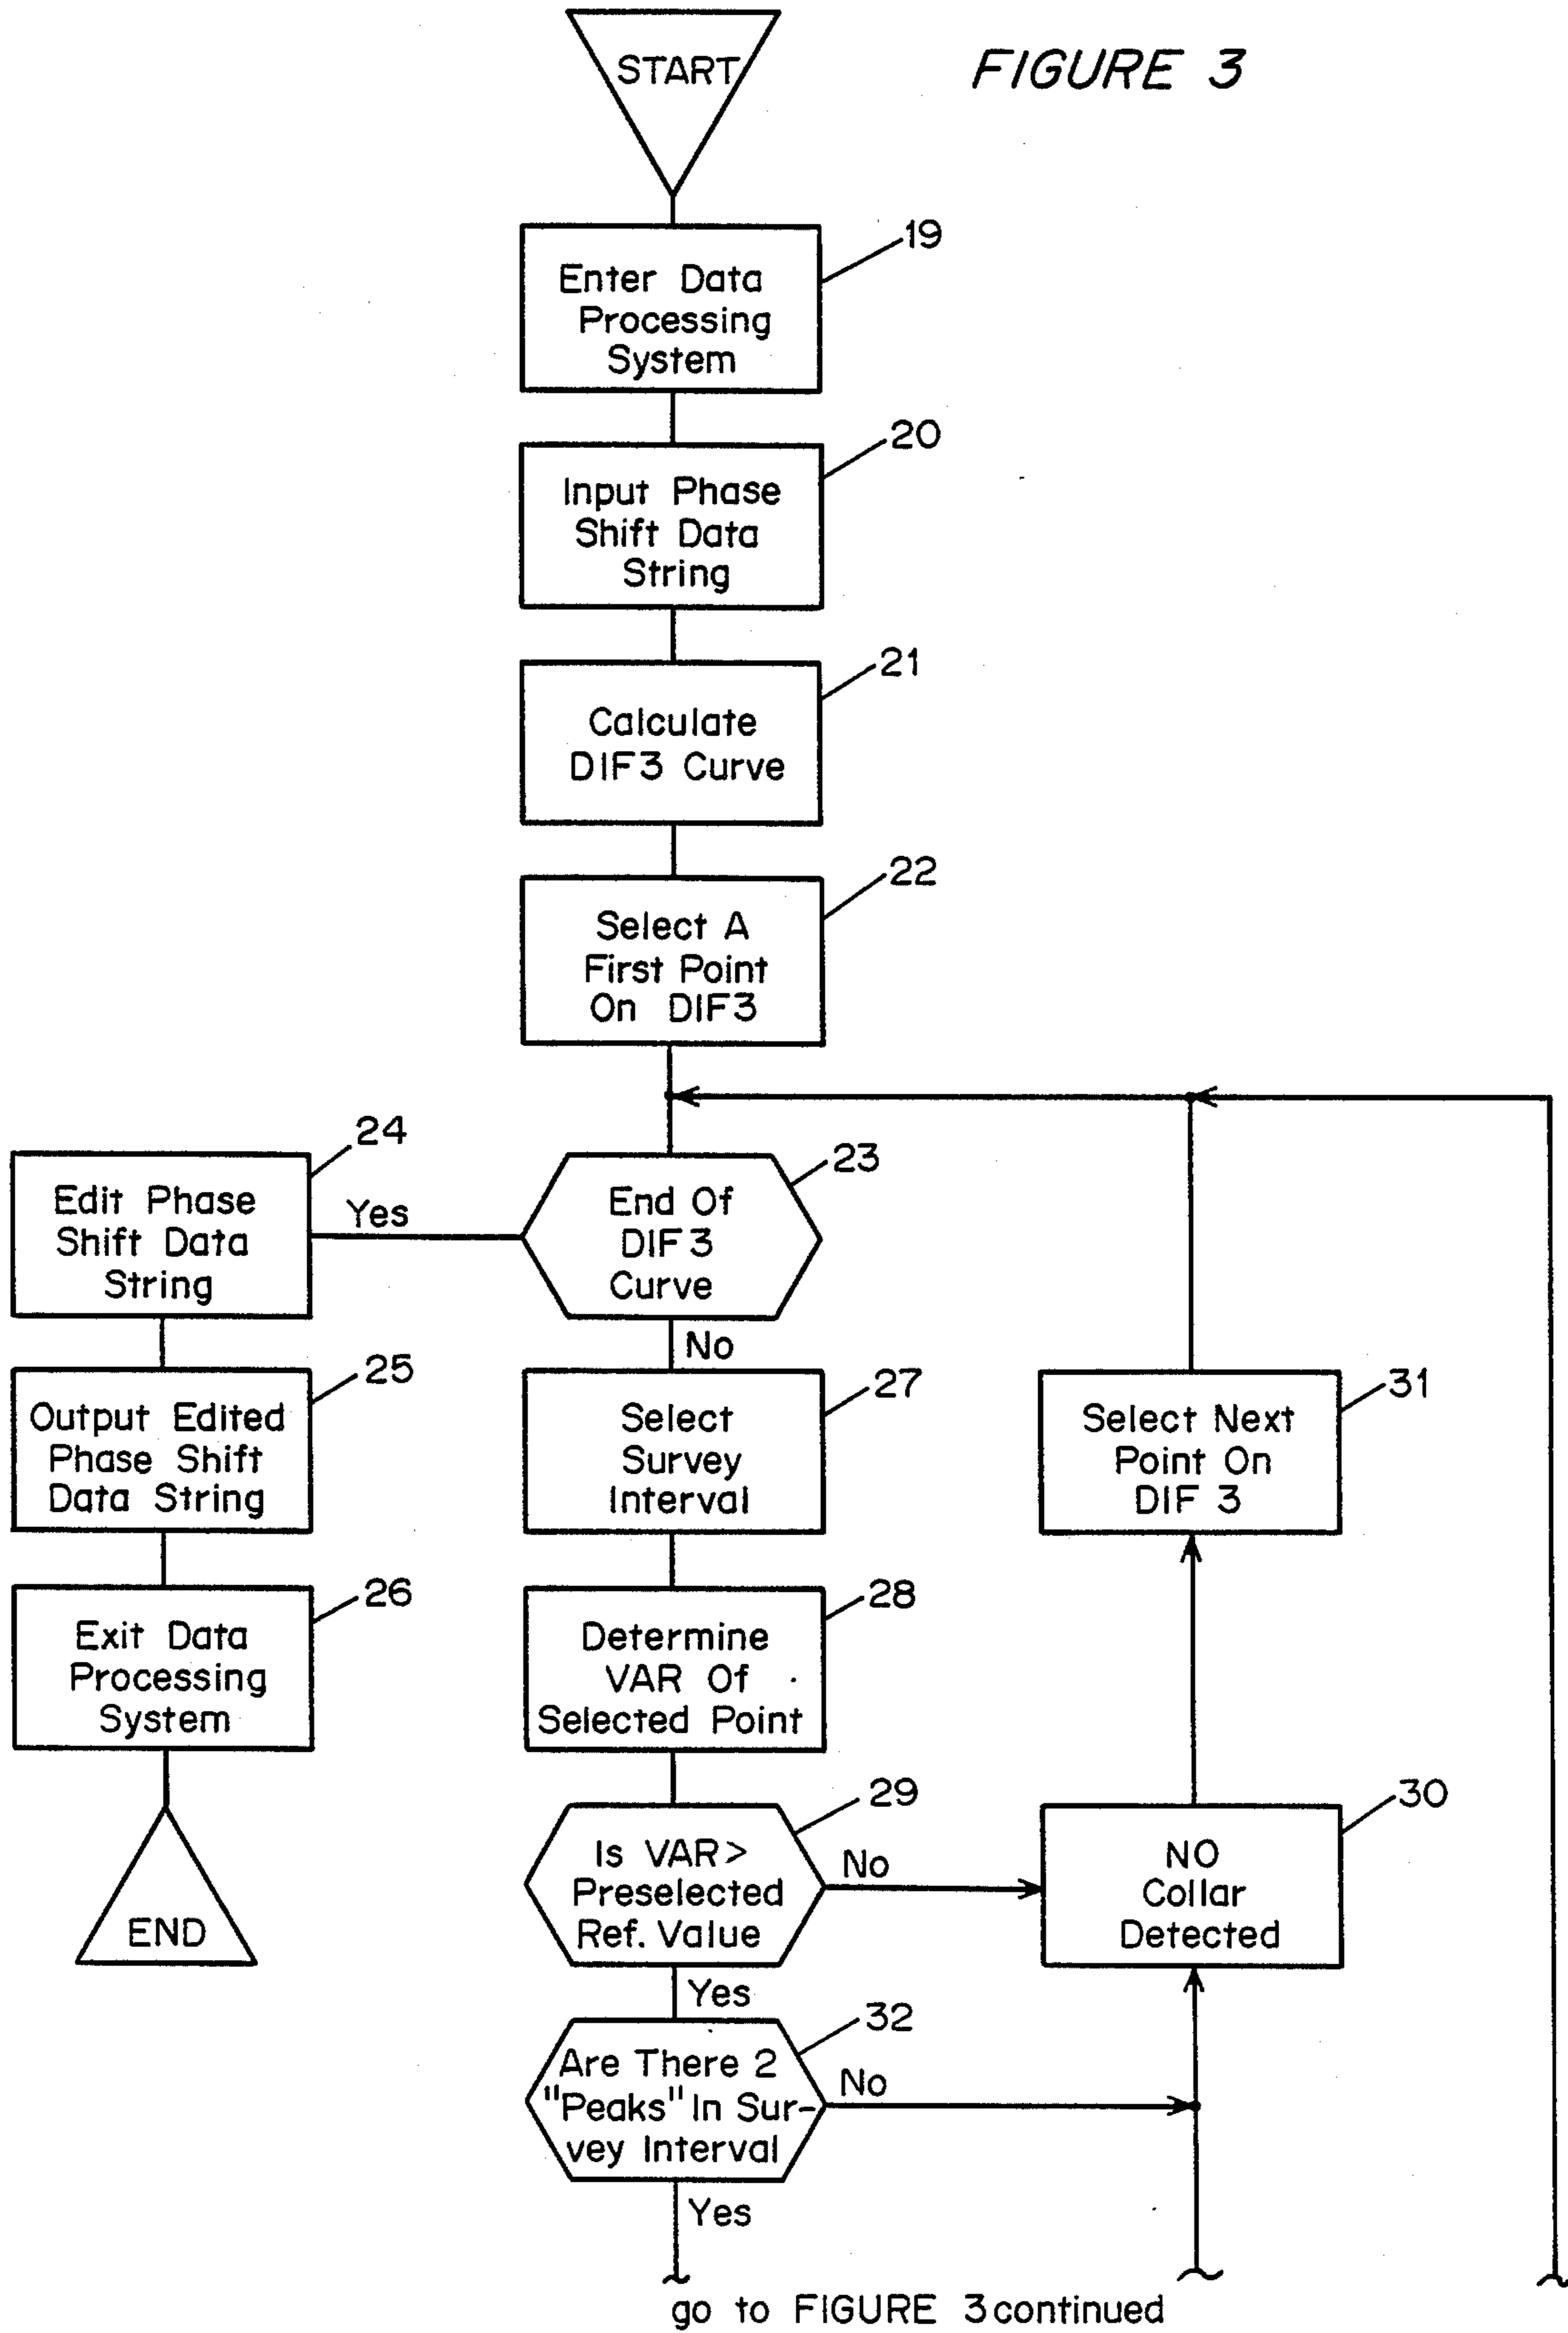 START
FIGURE 3
19
Enter Data
Processing
System
20
Input Phase
Shift Data
String
21
Calculate
DIF3 Curve
22
Select A
First Point
On DIF3
23
End Of
DIF3
Curve
Yes
No
24
Edit Phase
Shift Data
String
25
Output Edited
Phase Shift
Data String
26
Exit Data
Processing
System
END
27
Select
Survey
Interval
28
Determine
VAR Of
Selected Point
29
Is VAR>
Preselected
Ref. Value
No
Yes
30
NO
Collar
Detected
31
Select Next
Point On
DIF 3
32
Are There 2
"Peaks" In Sur-
vey Interval
No
Yes
go to FIGURE 3 continued